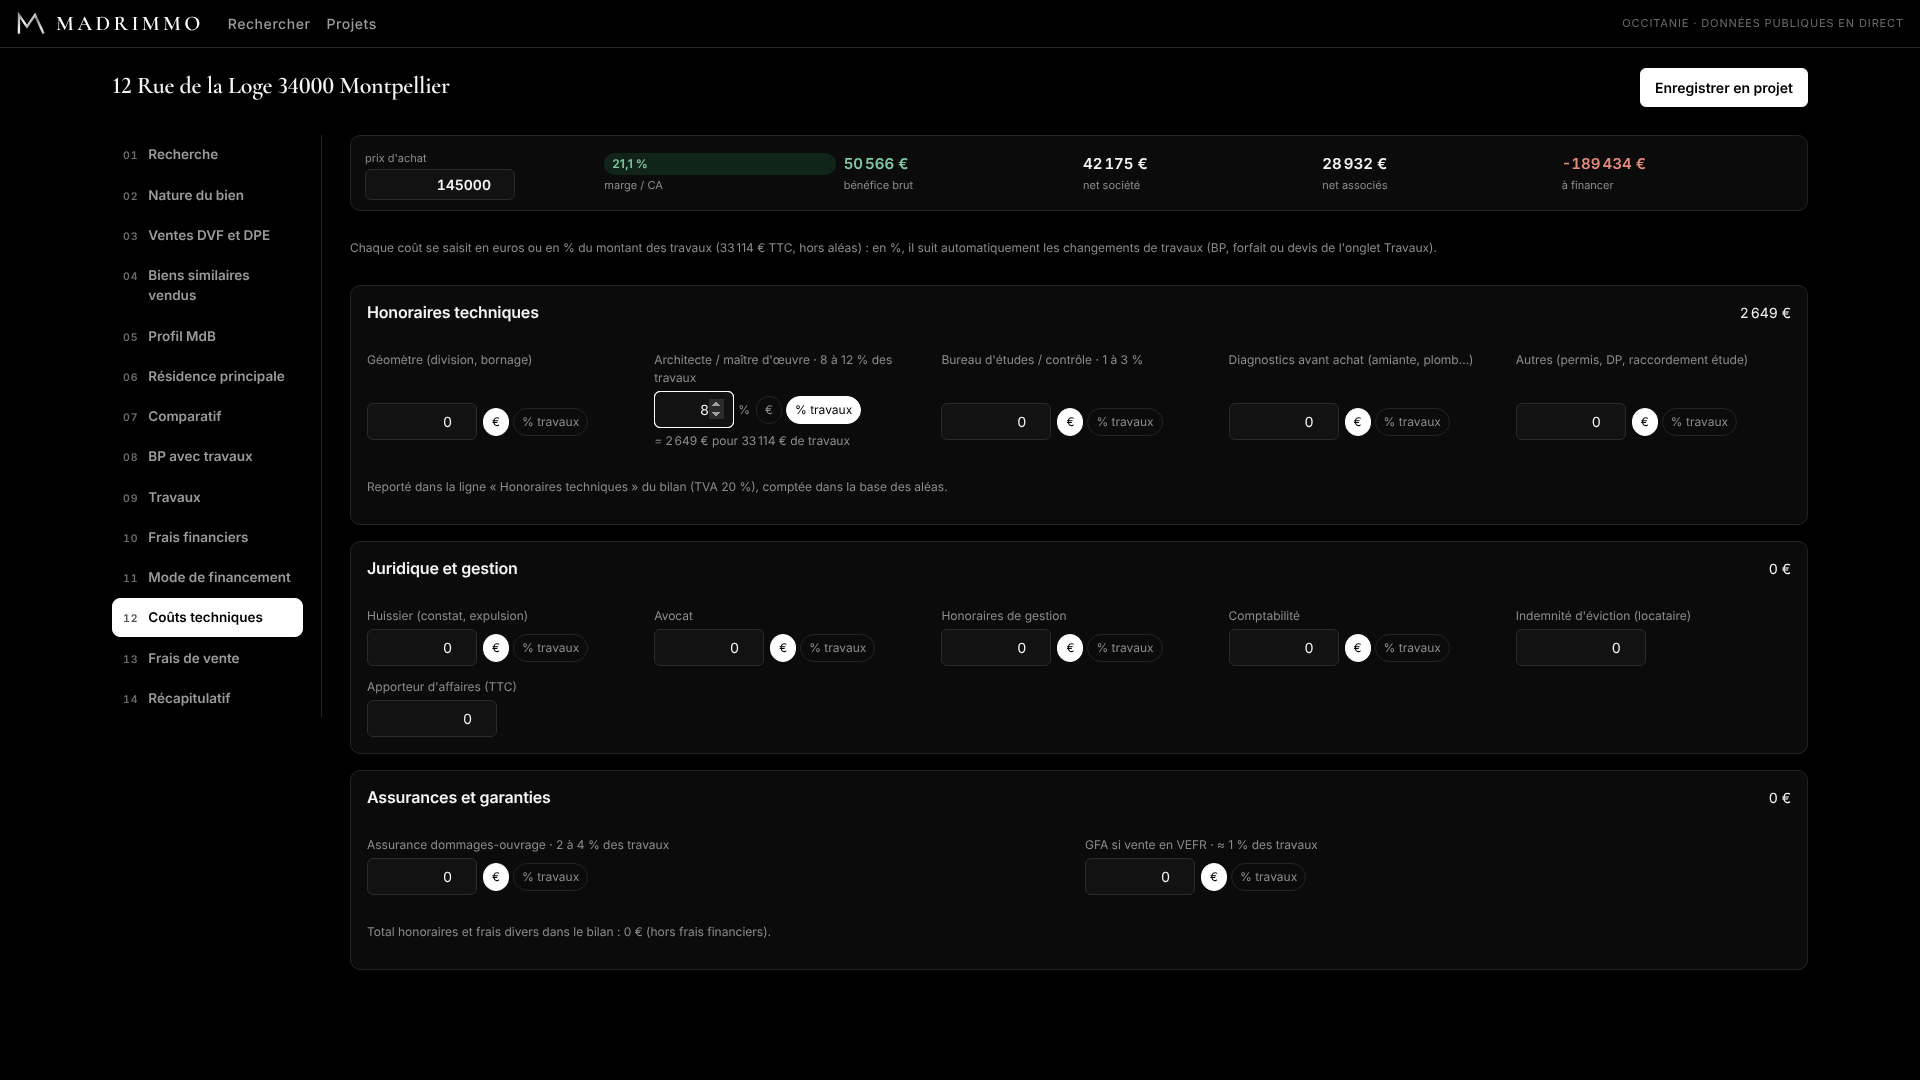 MADRIMMO
Rechercher
Projets
OCCITANIE · DONNÉES PUBLIQUES EN DIRECT
12 Rue de la Loge 34000 Montpellier
Enregistrer en projet
01 Recherche
02 Nature du bien
03 Ventes DVF et DPE
04 Biens similaires
vendus
05 Profil MdB
06 Résidence principale
07 Comparatif
08 BP avec travaux
09 Travaux
10 Frais financiers
11 Mode de financement
12 Coûts techniques
13 Frais de vente
14 Récapitulatif
prix d'achat
145000
21,1 %
marge / CA
50 566 €
bénéfice brut
42 175 €
net société
28 932 €
net associés
-189 434 €
à financer
Chaque coût se saisit en euros ou en % du montant des travaux (33 114 € TTC, hors aléas) : en %, il suit automatiquement les changements de travaux (BP, forfait ou devis de l'onglet Travaux).
Honoraires techniques
2 649 €
Géomètre (division, bornage)
0 € % travaux
Architecte / maître d'œuvre · 8 à 12 % des
travaux
8 % € % travaux
= 2 649 € pour 33 114 € de travaux
Bureau d'études / contrôle · 1 à 3 %
0 € % travaux
Diagnostics avant achat (amiante, plomb…)
0 € % travaux
Autres (permis, DP, raccordement étude)
0 € % travaux
Reporté dans la ligne « Honoraires techniques » du bilan (TVA 20 %), comptée dans la base des aléas.
Juridique et gestion
0 €
Huissier (constat, expulsion)
0 € % travaux
Avocat
0 € % travaux
Honoraires de gestion
0 € % travaux
Comptabilité
0 € % travaux
Indemnité d'éviction (locataire)
0
Apporteur d'affaires (TTC)
0
Assurances et garanties
0 €
Assurance dommages-ouvrage · 2 à 4 % des travaux
0 € % travaux
GFA si vente en VEFR · ≈ 1 % des travaux
0 € % travaux
Total honoraires et frais divers dans le bilan : 0 € (hors frais financiers).